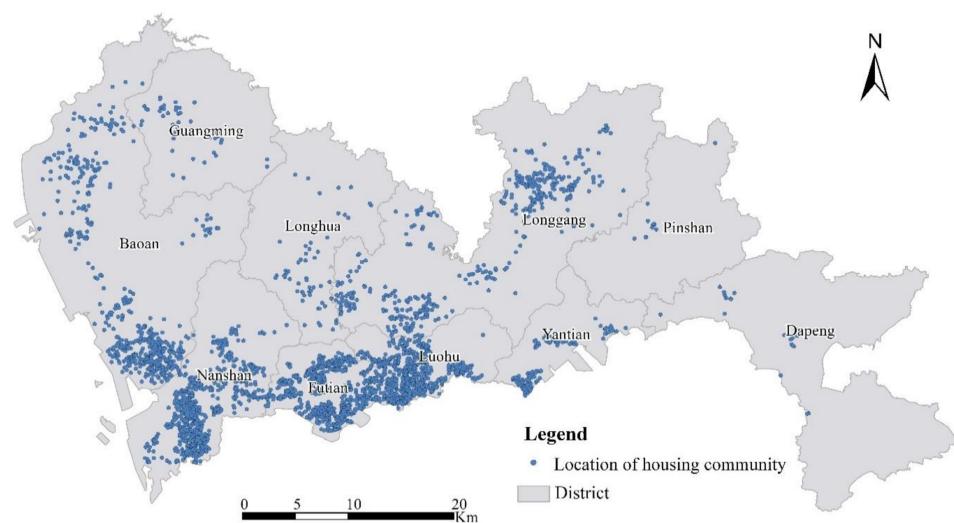 N
Guangming
Longhua
Baoan
Longgang
Pinshan
Nanshan
Futian
Luohu
Yantian
Dapeng
Legend
Location of housing community
District
0 5 10 20
Km